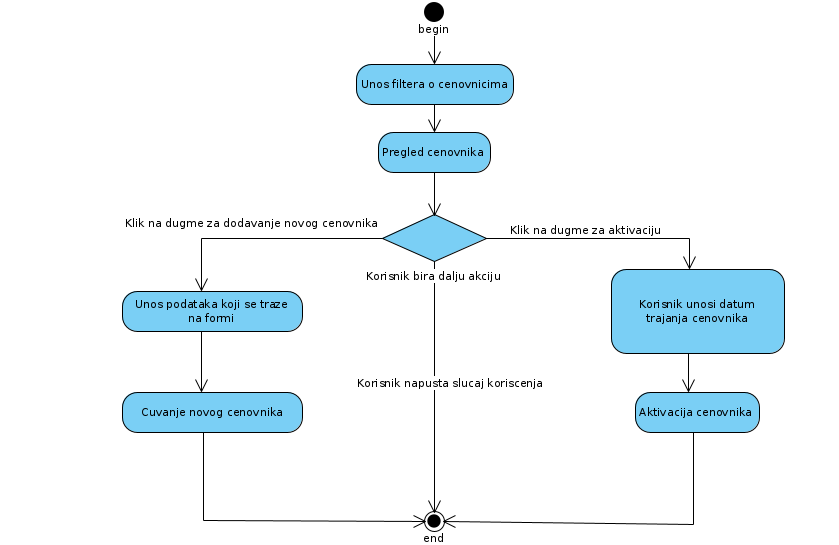 begin
Unos filtera o cenovnicima
Pregled cenovnika
Klik na dugme za dodavanje novog cenovnika
Klik na dugme za aktivaciju
Korisnik bira dalju akciju
Unos podataka koji se traze
na formi
Korisnik unosi datum
trajanja cenovnika
Korisnik napusta slucaj koriscenja
Cuvanje novog cenovnika
Aktivacija cenovnika
end